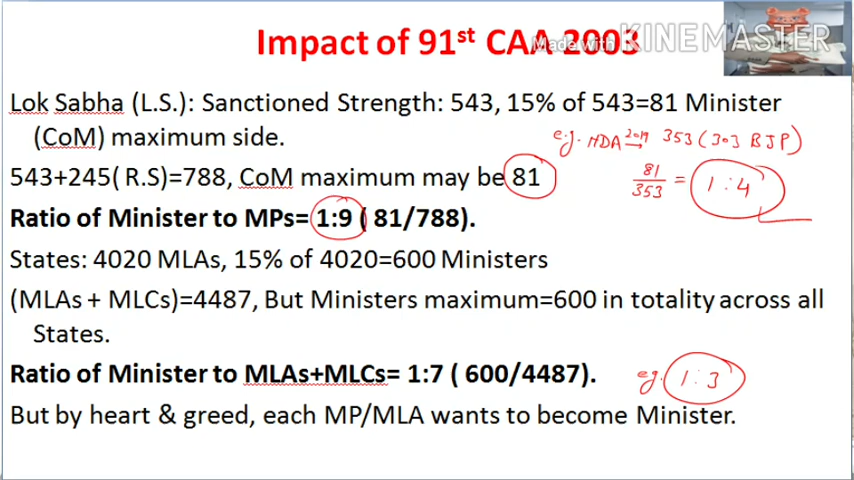 Impact of 91st CAA 2003
Made with KINEMASTER
Lok Sabha (L.S.): Sanctioned Strength: 543, 15% of 543=81 Minister
(CoM) maximum side.
e.g. NDA 2019 → 353 (303 BJP)
543+245( R.S)=788, CoM maximum may be 81
81/353 = 1:4
Ratio of Minister to MPs= 1:9 ( 81/788).
States: 4020 MLAs, 15% of 4020=600 Ministers
(MLAs + MLCs)=4487, But Ministers maximum=600 in totality across all
States.
Ratio of Minister to MLAs+MLCs= 1:7 ( 600/4487).
eg. 1:3
But by heart & greed, each MP/MLA wants to become Minister.